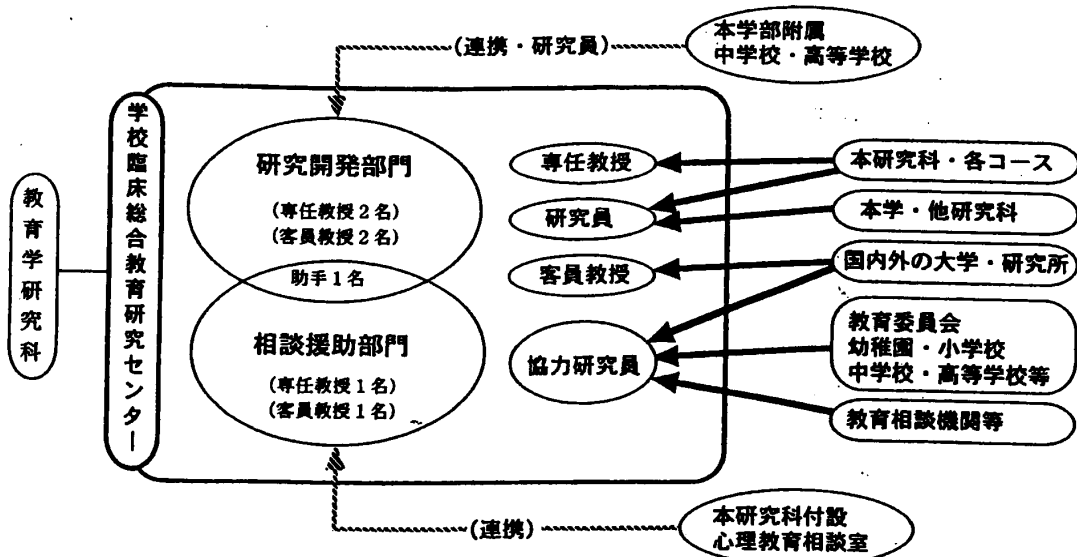 教育学研究科
学校臨床総合教育研究センター
(連携・研究員)
本学部附属
中学校・高等学校
研究開発部門
(専任教授2名)
(客員教授2名)
助手1名
相談援助部門
(専任教授1名)
(客員教授1名)
専任教授
研究員
客員教授
協力研究員
本研究科・各コース
本学・他研究科
国内外の大学・研究所
教育委員会
幼稚園・小学校
中学校・高等学校等
教育相談機関等
(連携)
本研究科付設
心理教育相談室